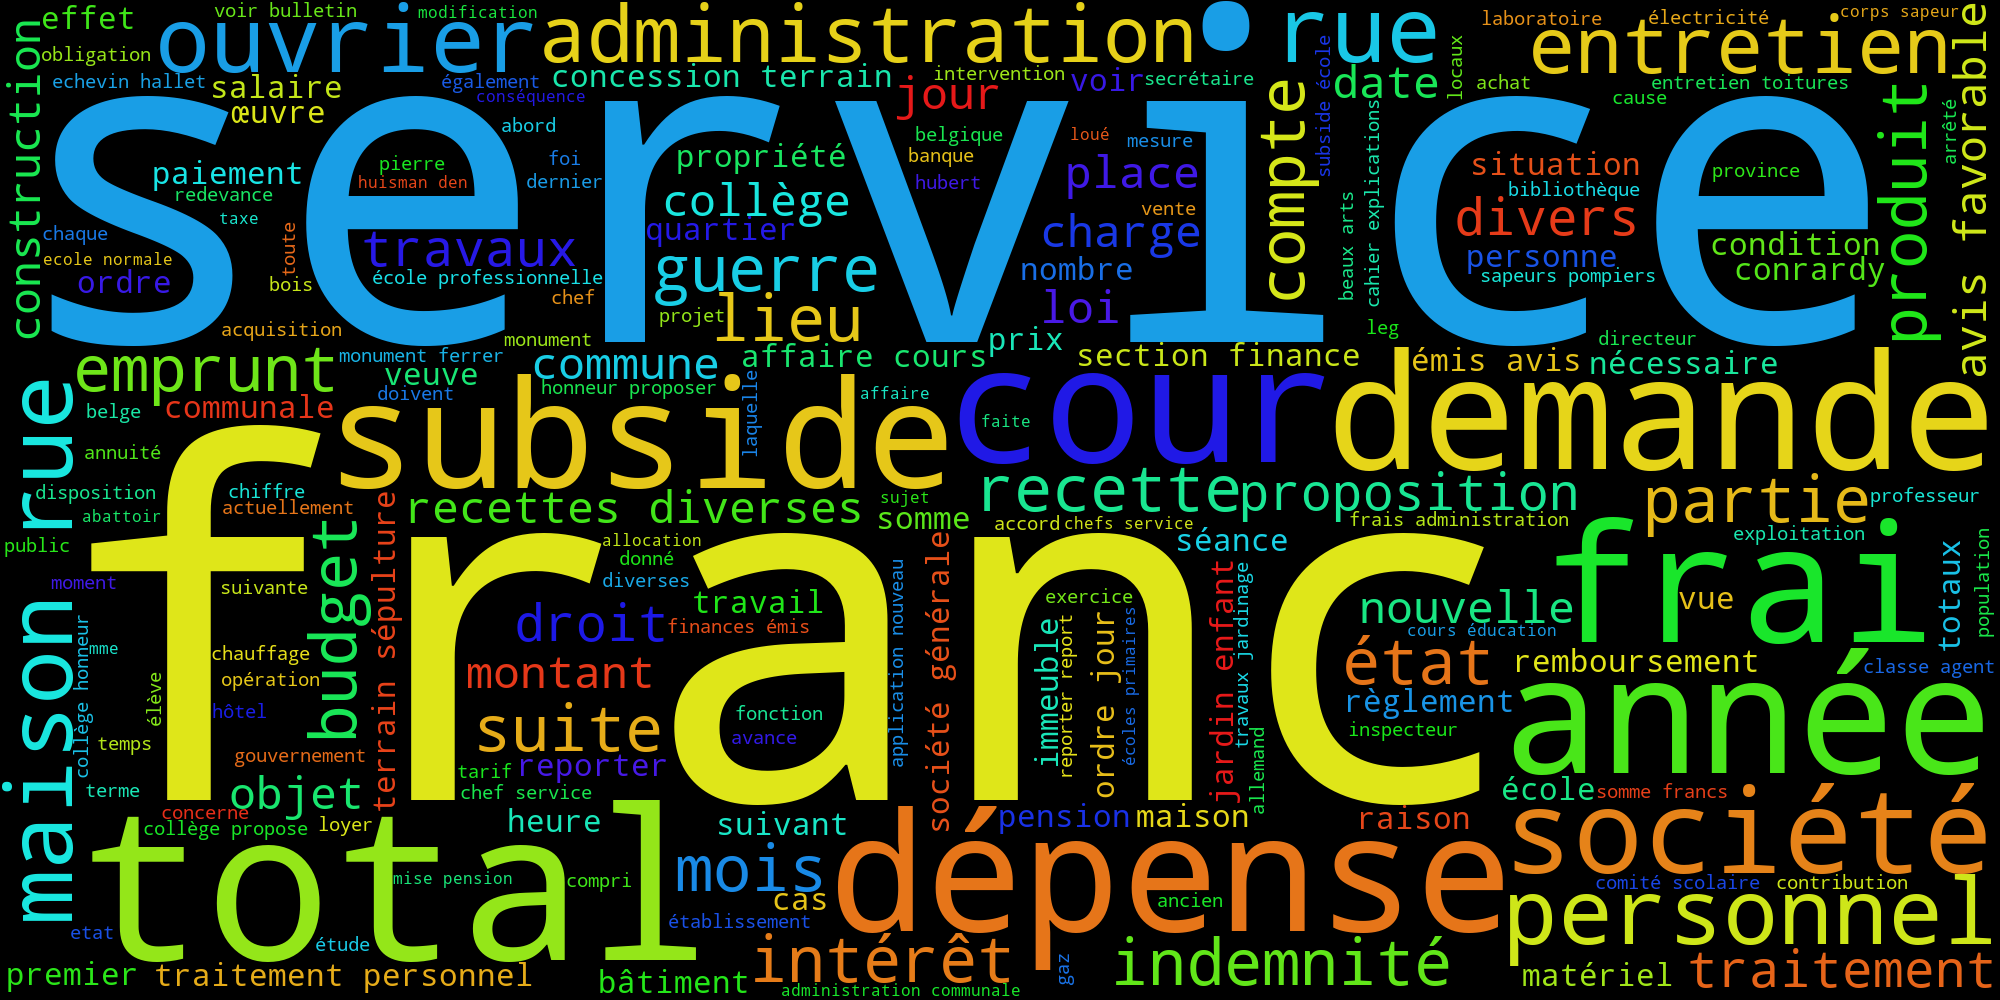 effet
voir bulletin
modification
ouvrier
administration
rue
laboratoire
électricité
corps sapeur
entretien
obligation
echevin hallet
salaire
œuvre
également
conséquence
concession terrain
intervention
jour
voir
secrétaire
date
locaux
achat
entretien toitures
cause
construction
service
abord
foi
dernier
paiement
redevance
taxe
pierre
huisman den
propriété
belgique
banque
hubert
loué
mesure
place
vente
compte
subside école
cahier explications
beaux arts
situation
bibliothèque
divers
personne
sapeurs pompiers
province
condition
conrardy
produit
arrêté
avis favorable
chaque
ecole normale
ordre
toute
bois
travaux
école professionnelle
chef
collège
quartier
guerre
charge
nombre
loi
projet
lieu
acquisition
monument
leg
directeur
emprunt
monument ferrer
veuve
doivent
commune
honneur proposer
affaire cours
prix
section finance
émis avis
nécessaire
belge
communale
subside
laquelle
affaire
cour
faite
demande
annuité
maison rue
disposition
abattoir
public
chiffre
actuellement
recettes diverses
sujet
somme
recette
proposition
partie
professeur
accord
chefs service
frais administration
séance
exploitation
franc
frai
moment
suivante
budget
terrain sépulture
allocation
donné
diverses
droit
travail
finances émis
application nouveau
société générale
exercice
immeuble
reporter report
ordre jour
écoles primaires
jardin enfant
travaux jardinage
allemand
nouvelle
vue
cours éducation
totaux
population
état
remboursement
classe agent
règlement
inspecteur
année
collège honneur
mme
élève
chauffage
opération
hôtel
temps
gouvernement
montant
suite
fonction
avance
terme
objet
tarif
reporter
chef service
concerne
collège propose
loyer
heure
suivant
pension
maison
raison
école
somme francs
société
total
mise pension
compri
mois
cas
dépense
ancien
établissement
comité scolaire
contribution
personnel
etat
étude
premier
traitement personnel
bâtiment
intérêt
administration communale
gaz
indemnité
matériel
traitement